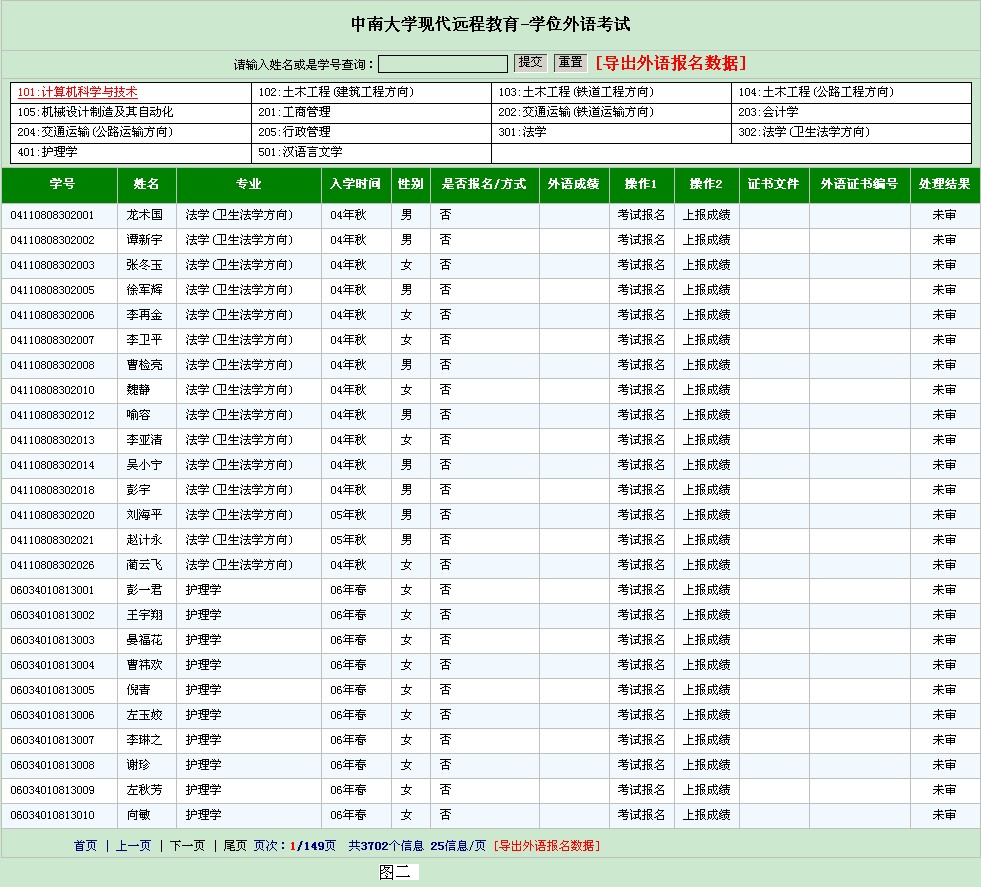 中南大学现代远程教育-学位外语考试
请输入姓名或是学号查询： 提交 重置 [导出外语报名数据]
101:计算机科学与技术 102:土木工程(建筑工程方向) 103:土木工程(铁道工程方向) 104:土木工程(公路工程方向)
105:机械设计制造及其自动化 201:工商管理 202:交通运输(铁道运输方向) 203:会计学
204:交通运输(公路运输方向) 205:行政管理 301:法学 302:法学(卫生法学方向)
401:护理学 501:汉语言文学
学号 姓名 专业 入学时间 性别 是否报名/方式 外语成绩 操作1 操作2 证书文件 外语证书编号 处理结果
04110808302001 龙术国 法学(卫生法学方向) 04年秋 男 否 考试报名 上报成绩 未审
04110808302002 谭新宇 法学(卫生法学方向) 04年秋 男 否 考试报名 上报成绩 未审
04110808302003 张冬玉 法学(卫生法学方向) 04年秋 女 否 考试报名 上报成绩 未审
04110808302005 徐军辉 法学(卫生法学方向) 04年秋 男 否 考试报名 上报成绩 未审
04110808302006 李再金 法学(卫生法学方向) 04年秋 女 否 考试报名 上报成绩 未审
04110808302007 李卫平 法学(卫生法学方向) 04年秋 女 否 考试报名 上报成绩 未审
04110808302008 曹检亮 法学(卫生法学方向) 04年秋 男 否 考试报名 上报成绩 未审
04110808302010 魏静 法学(卫生法学方向) 04年秋 女 否 考试报名 上报成绩 未审
04110808302012 喻容 法学(卫生法学方向) 04年秋 男 否 考试报名 上报成绩 未审
04110808302013 李亚清 法学(卫生法学方向) 04年秋 女 否 考试报名 上报成绩 未审
04110808302014 吴小宁 法学(卫生法学方向) 04年秋 男 否 考试报名 上报成绩 未审
04110808302018 彭宇 法学(卫生法学方向) 04年秋 男 否 考试报名 上报成绩 未审
04110808302020 刘海平 法学(卫生法学方向) 05年秋 男 否 考试报名 上报成绩 未审
04110808302021 赵计永 法学(卫生法学方向) 05年秋 男 否 考试报名 上报成绩 未审
04110808302026 蔺云飞 法学(卫生法学方向) 04年秋 女 否 考试报名 上报成绩 未审
06034010813001 彭一君 护理学 06年春 女 否 考试报名 上报成绩 未审
06034010813002 王宇翔 护理学 06年春 女 否 考试报名 上报成绩 未审
06034010813003 晏福花 护理学 06年春 女 否 考试报名 上报成绩 未审
06034010813004 曹祎欢 护理学 06年春 女 否 考试报名 上报成绩 未审
06034010813005 倪青 护理学 06年春 女 否 考试报名 上报成绩 未审
06034010813006 左玉姣 护理学 06年春 女 否 考试报名 上报成绩 未审
06034010813007 李琳之 护理学 06年春 女 否 考试报名 上报成绩 未审
06034010813008 谢珍 护理学 06年春 女 否 考试报名 上报成绩 未审
06034010813009 左秋芳 护理学 06年春 女 否 考试报名 上报成绩 未审
06034010813010 向敏 护理学 06年春 女 否 考试报名 上报成绩 未审
首页 | 上一页 | 下一页 | 尾页 页次：1/149页 共3702个信息 25信息/页 [导出外语报名数据]
图二